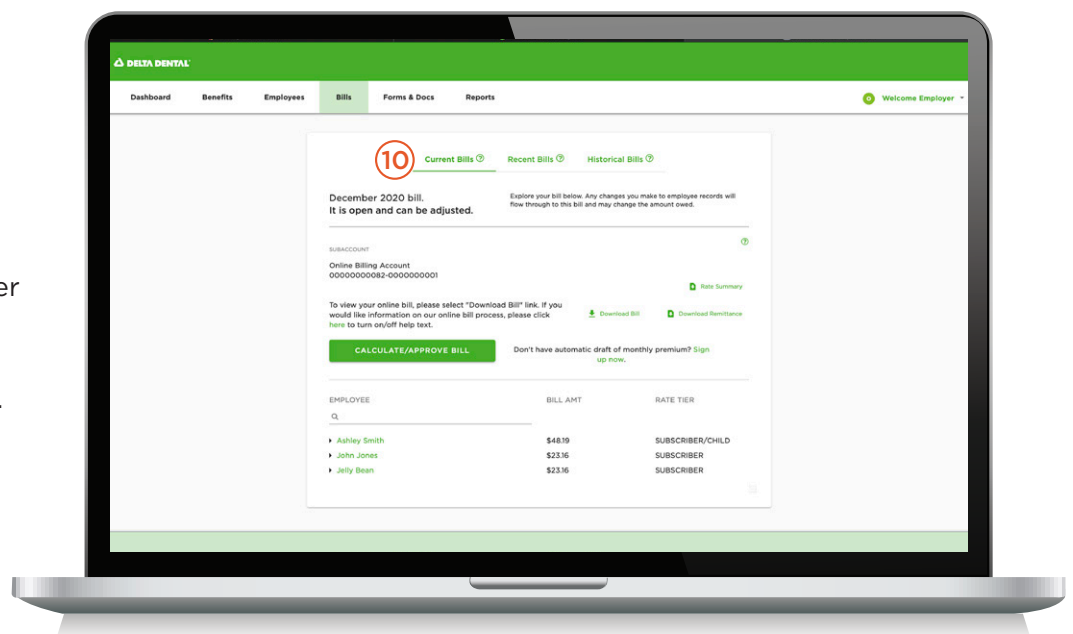 DELTA DENTAL
Dashboard Benefits Employees Bills Forms & Docs Reports
Welcome Employer
10 Current Bills Recent Bills Historical Bills
December 2020 bill.
It is open and can be adjusted.
Explore your bill below. Any changes you make to employee records will
flow through to this bill and may change the amount owed.
SUBACCOUNT
Online Billing Account
00000000082-0000000001
Rate Summary
To view your online bill, please select "Download Bill" link. If you
would like information on our online bill process, please click
here to turn on/off help text.
Download Bill Download Remittance
CALCULATE/APPROVE BILL
Don't have automatic draft of monthly premium? Sign
up now.
EMPLOYEE BILL AMT RATE TIER
Ashley Smith $48.19 SUBSCRIBER/CHILD
John Jones $23.16 SUBSCRIBER
Jelly Bean $23.16 SUBSCRIBER
er
.